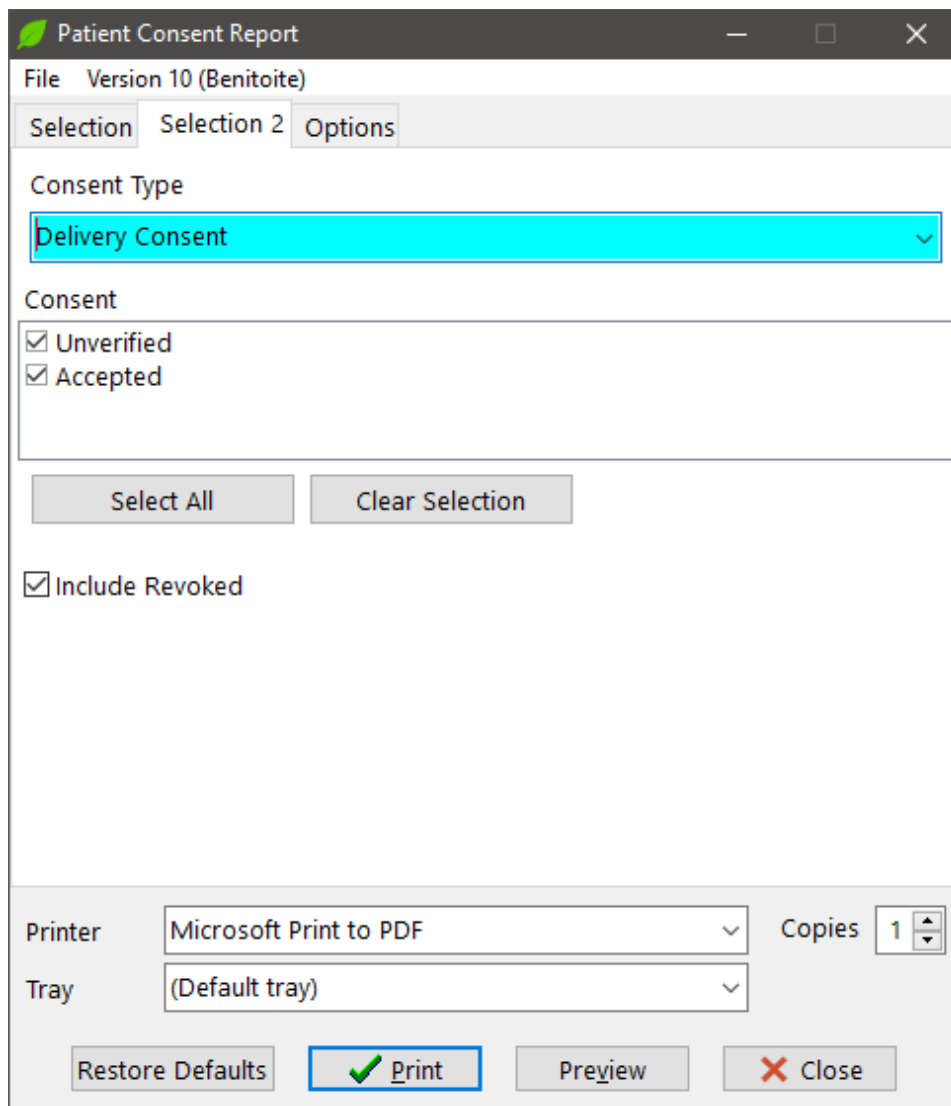 Patient Consent Report
File Version 10 (Benitoite)
Selection Selection 2 Options
Consent Type
Delivery Consent
Consent
Unverified
Accepted
Select All Clear Selection
Include Revoked
Printer Microsoft Print to PDF Copies 1
Tray (Default tray)
Restore Defaults Print Preview Close